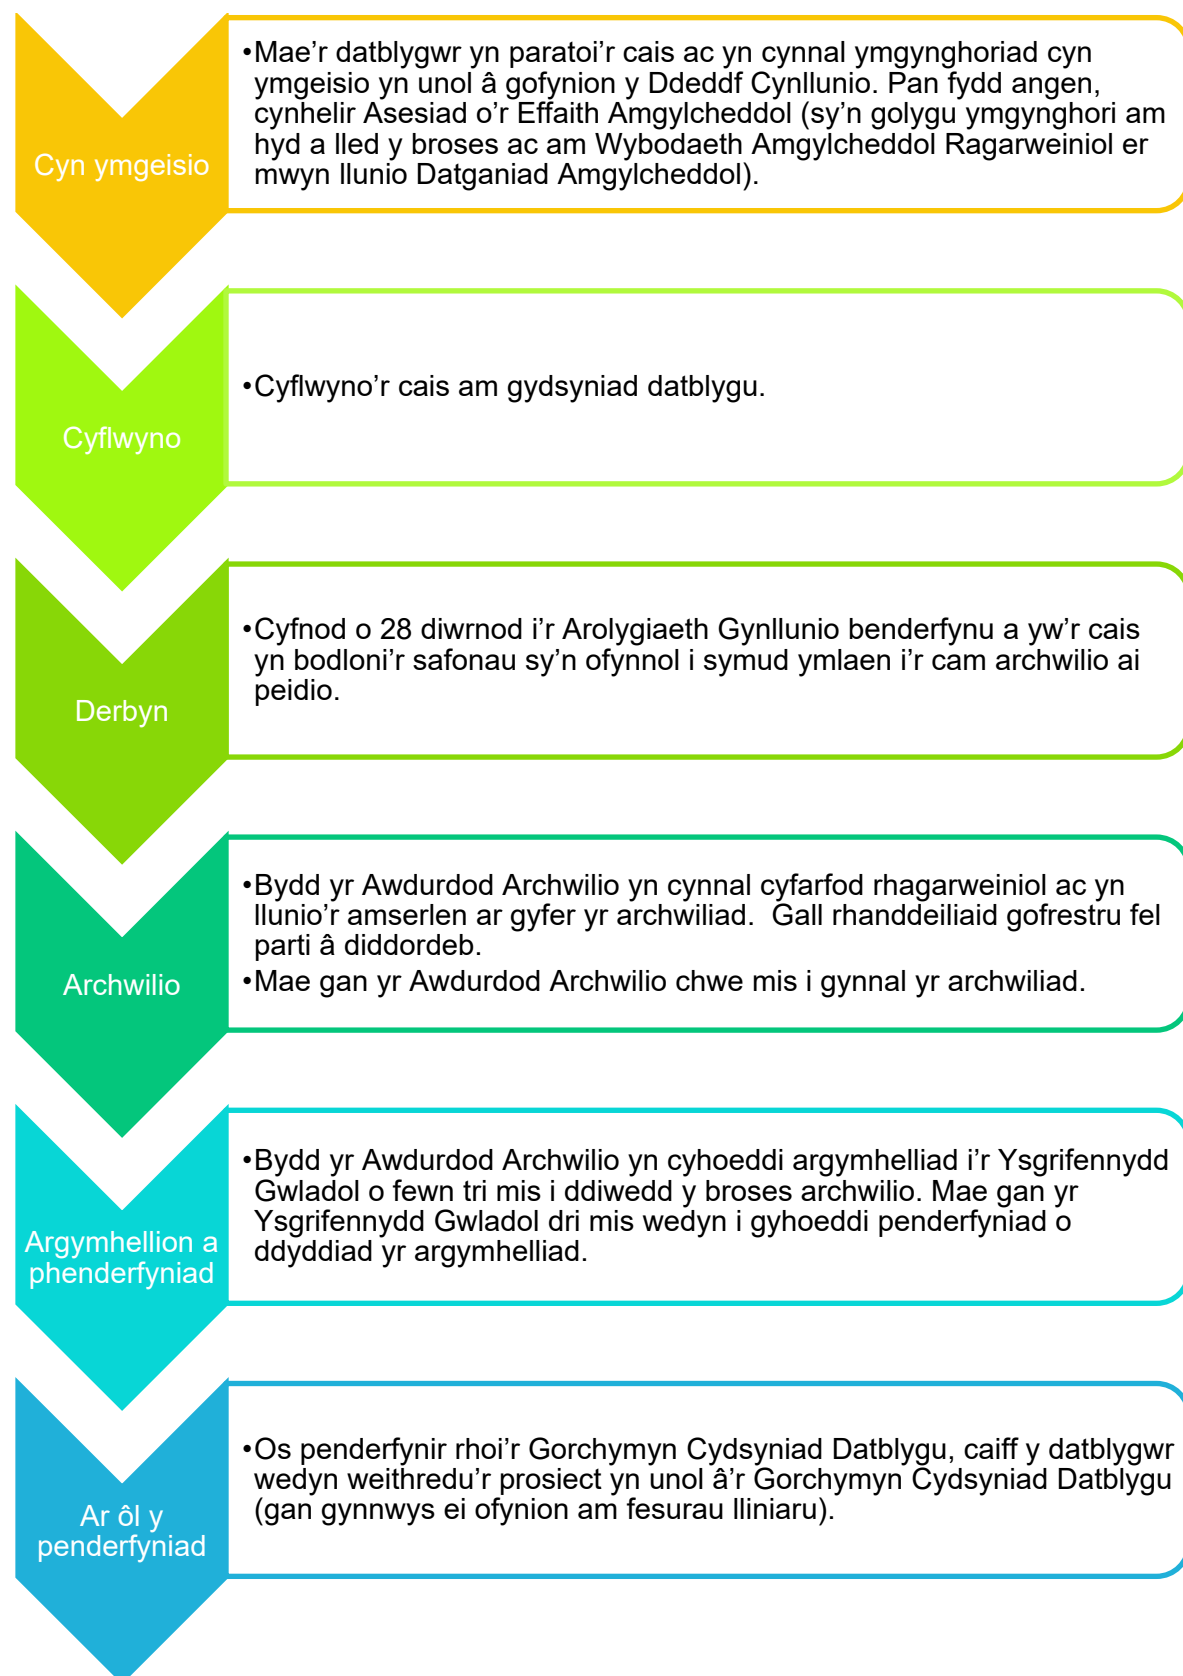 Cyn ymgeisio
•Mae’r datblygwr yn paratoi’r cais ac yn cynnal ymgynghoriad cyn
ymgeisio yn unol â gofynion y Ddeddf Cynllunio. Pan fydd angen,
cynhelir Asesiad o’r Effaith Amgylcheddol (sy’n golygu ymgynghori am
hyd a lled y broses ac am Wybodaeth Amgylcheddol Ragarweiniol er
mwyn llunio Datganiad Amgylcheddol).
Cyflwyno
•Cyflwyno’r cais am gydsyniad datblygu.
Derbyn
•Cyfnod o 28 diwrnod i’r Arolygiaeth Gynllunio benderfynu a yw’r cais
yn bodloni’r safonau sy’n ofynnol i symud ymlaen i’r cam archwilio ai
peidio.
Archwilio
•Bydd yr Awdurdod Archwilio yn cynnal cyfarfod rhagarweiniol ac yn
llunio’r amserlen ar gyfer yr archwiliad.  Gall rhanddeiliaid gofrestru fel
parti â diddordeb.
•Mae gan yr Awdurdod Archwilio chwe mis i gynnal yr archwiliad.
Argymhellion a
phenderfyniad
•Bydd yr Awdurdod Archwilio yn cyhoeddi argymhelliad i’r Ysgrifennydd
Gwladol o fewn tri mis i ddiwedd y broses archwilio. Mae gan yr
Ysgrifennydd Gwladol dri mis wedyn i gyhoeddi penderfyniad o
ddyddiad yr argymhelliad.
Ar ôl y
penderfyniad
•Os penderfynir rhoi’r Gorchymyn Cydsyniad Datblygu, caiff y datblygwr
wedyn weithredu’r prosiect yn unol â’r Gorchymyn Cydsyniad Datblygu
(gan gynnwys ei ofynion am fesurau lliniaru).